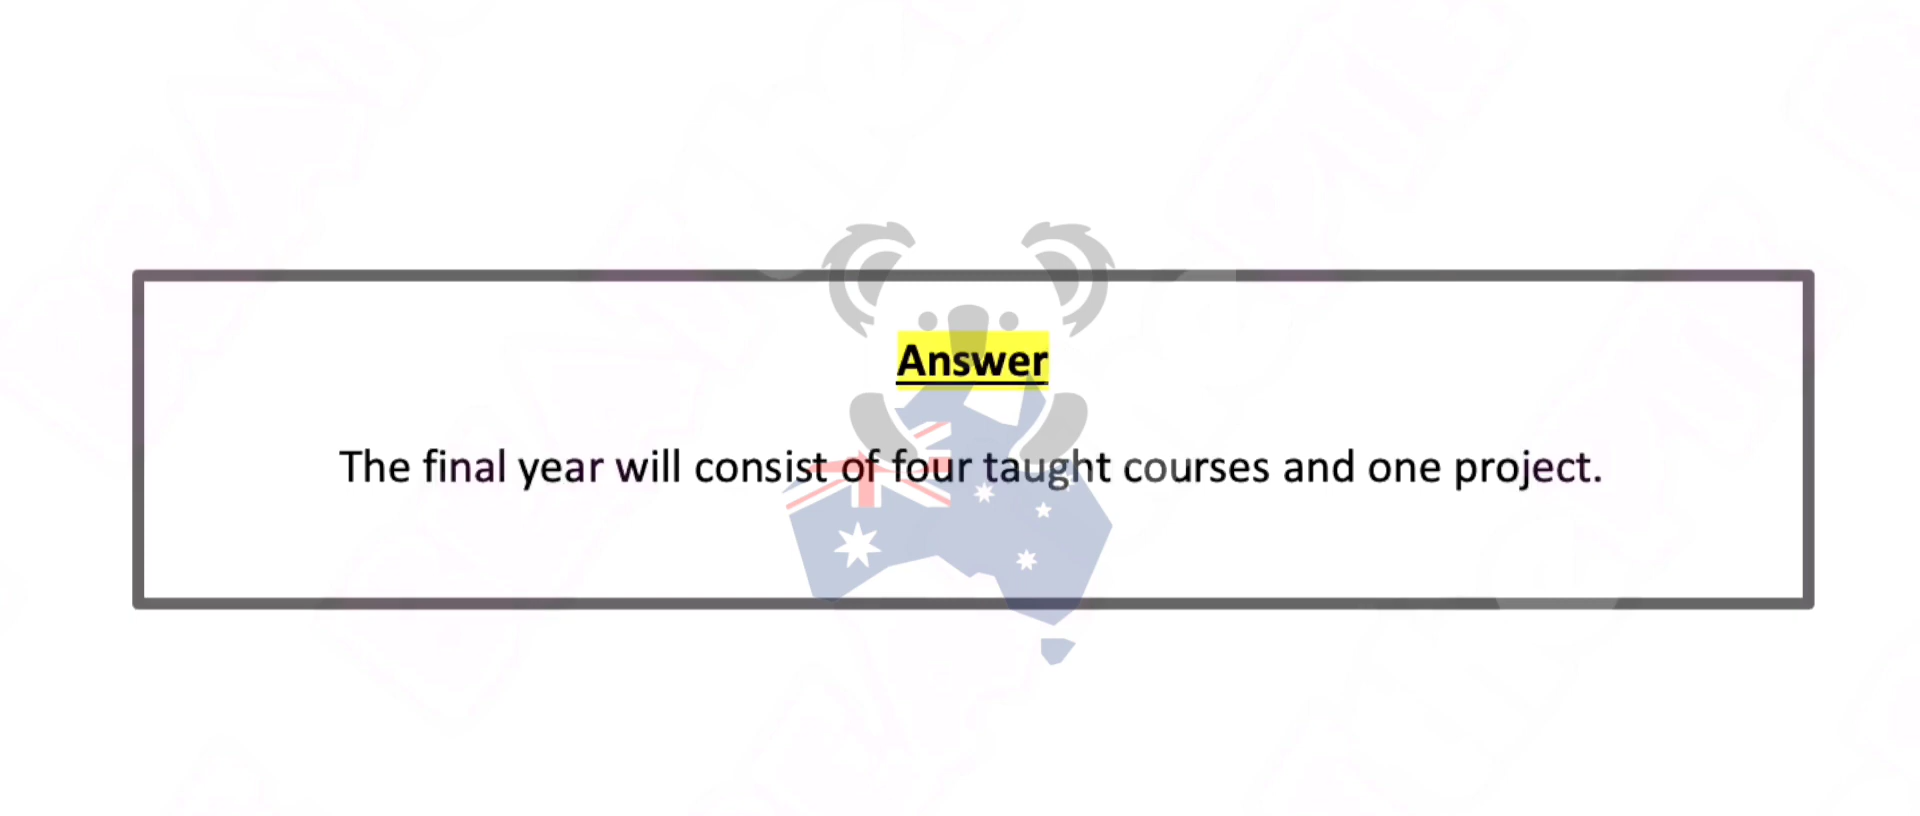 Answer
The final year will consist of four taught courses and one project.